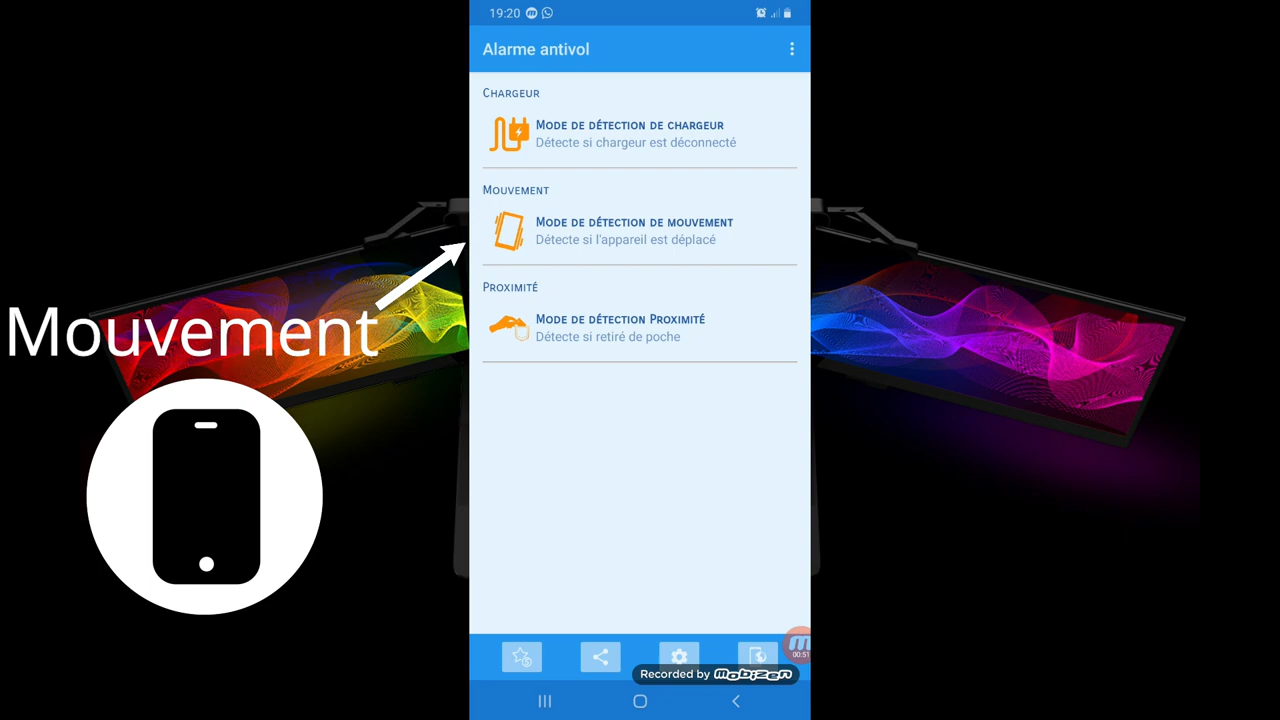 19:20
Alarme antivol
Chargeur
Mode de détection de chargeur
Détecte si chargeur est déconnecté
Mouvement
Mode de détection de mouvement
Détecte si l'appareil est déplacé
Proximité
Mode de détection Proximité
Détecte si retiré de poche
Mouvement
00:51
Recorded by mobizen